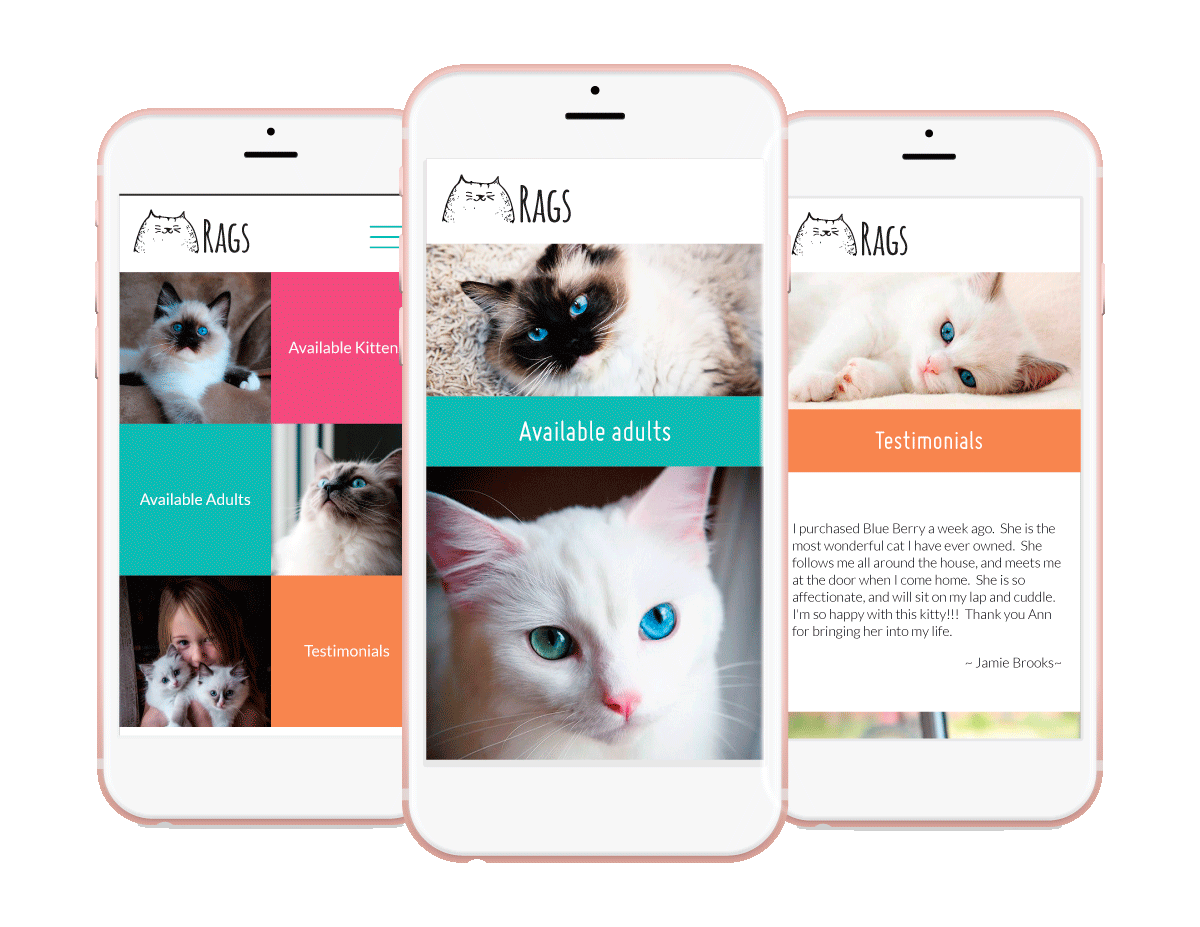 RAGS
Available Kitten
Available Adults
Testimonials
RAGS
Available adults
RAGS
Testimonials
I purchased Blue Berry a week ago. She is the
most wonderful cat I have ever owned. She
follows me all around the house, and meets me
at the door when I come home. She is so
affectionate, and will sit on my lap and cuddle.
I'm so happy with this kitty!!! Thank you Ann
for bringing her into my life.
~ Jamie Brooks~